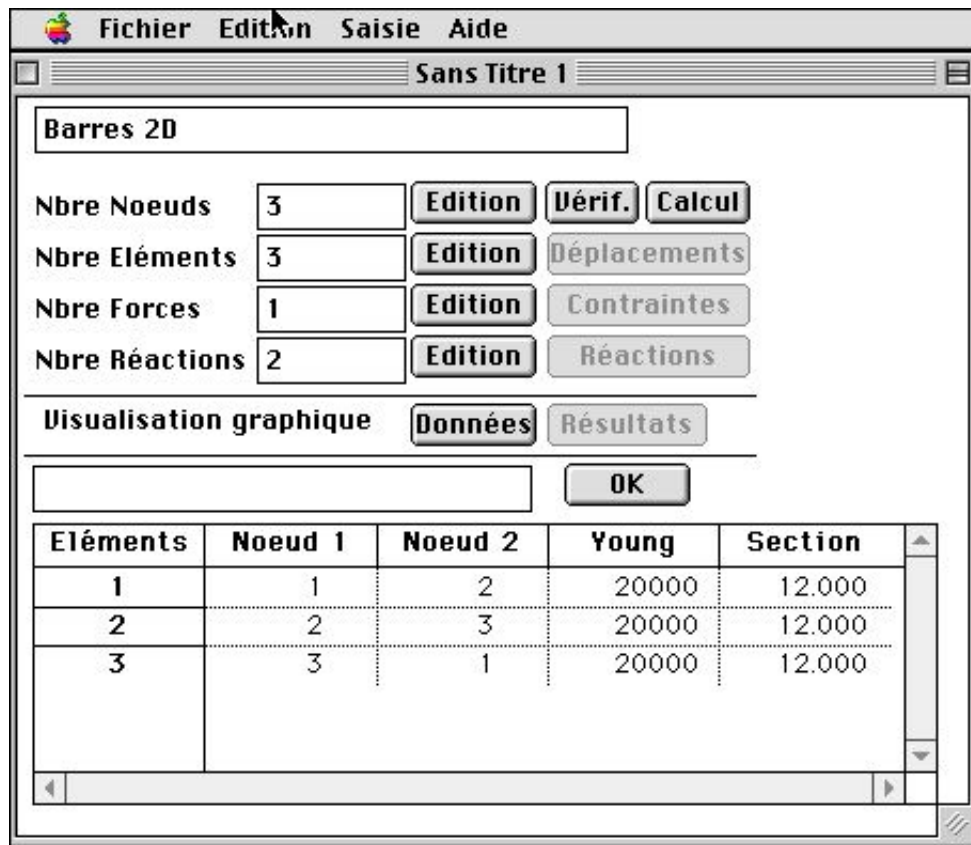 Fichier Edition Saisie Aide
Sans Titre 1
Barres 2D
Nbre Noeuds 3 Edition Vérif. Calcul
Nbre Eléments 3 Edition Déplacements
Nbre Forces 1 Edition Contraintes
Nbre Réactions 2 Edition Réactions
Visualisation graphique Données Résultats
OK
Eléments Noeud 1 Noeud 2 Young Section
1 1 2 20000 12.000
2 2 3 20000 12.000
3 3 1 20000 12.000